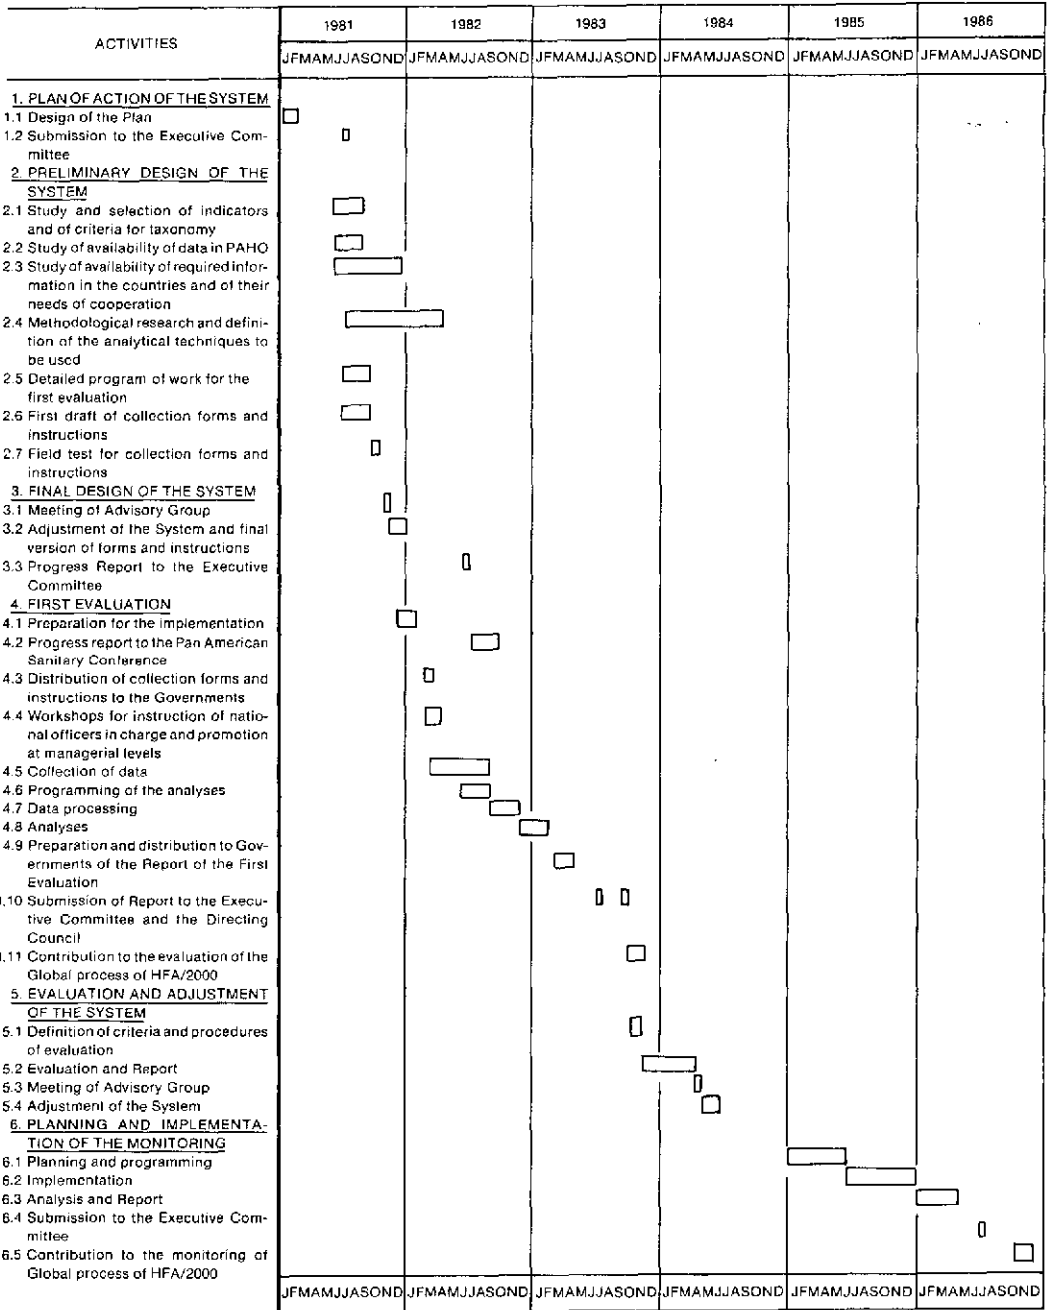 ACTIVITIES
1981 1982 1983 1984 1985 1986
JFMAMJJASOND JFMAMJJASOND JFMAMJJASOND JFMAMJJASOND JFMAMJJASOND JFMAMJJASOND
1. PLAN OF ACTION OF THE SYSTEM
1.1 Design of the Plan
1.2 Submission to the Executive Com-
mittee
2. PRELIMINARY DESIGN OF THE
SYSTEM
2.1 Study and selection of indicators
and of criteria for taxonomy
2.2 Study of availability of data in PAHO
2.3 Study of availability of required infor-
mation in the countries and of their
needs of cooperation
2.4 Methodological research and defini-
tion of the analytical techniques to
be used
2.5 Detailed program of work for the
first evaluation
2.6 First draft of collection forms and
instructions
2.7 Field test for collection forms and
instructions
3. FINAL DESIGN OF THE SYSTEM
3.1 Meeting of Advisory Group
3.2 Adjustment of the System and final
version of forms and instructions
3.3 Progress Report to the Executive
Committee
4. FIRST EVALUATION
4.1 Preparation for the implementation
4.2 Progress report to the Pan American
Sanitary Conference
4.3 Distribution of collection forms and
instructions to the Governments
4.4 Workshops for instruction of natio-
nal officers in charge and promotion
at managerial levels
4.5 Collection of data
4.6 Programming of the analyses
4.7 Data processing
4.8 Analyses
4.9 Preparation and distribution to Gov-
ernments of the Report of the First
Evaluation
.10 Submission of Report to the Execu-
tive Committee and the Directing
Council
.11 Contribution to the evaluation of the
Global process of HFA/2000
5. EVALUATION AND ADJUSTMENT
OF THE SYSTEM
5.1 Definition of criteria and procedures
of evaluation
5.2 Evaluation and Report
5.3 Meeting of Advisory Group
5.4 Adjustment of the System
6. PLANNING AND IMPLEMENTA-
TION OF THE MONITORING
6.1 Planning and programming
6.2 Implementation
6.3 Analysis and Report
6.4 Submission to the Executive Com-
mittee
6.5 Contribution to the monitoring of
Global process of HFA/2000
JFMAMJJASOND JFMAMJJASOND JFMAMJJASOND JFMAMJJASOND JFMAMJJASOND JFMAMJJASOND